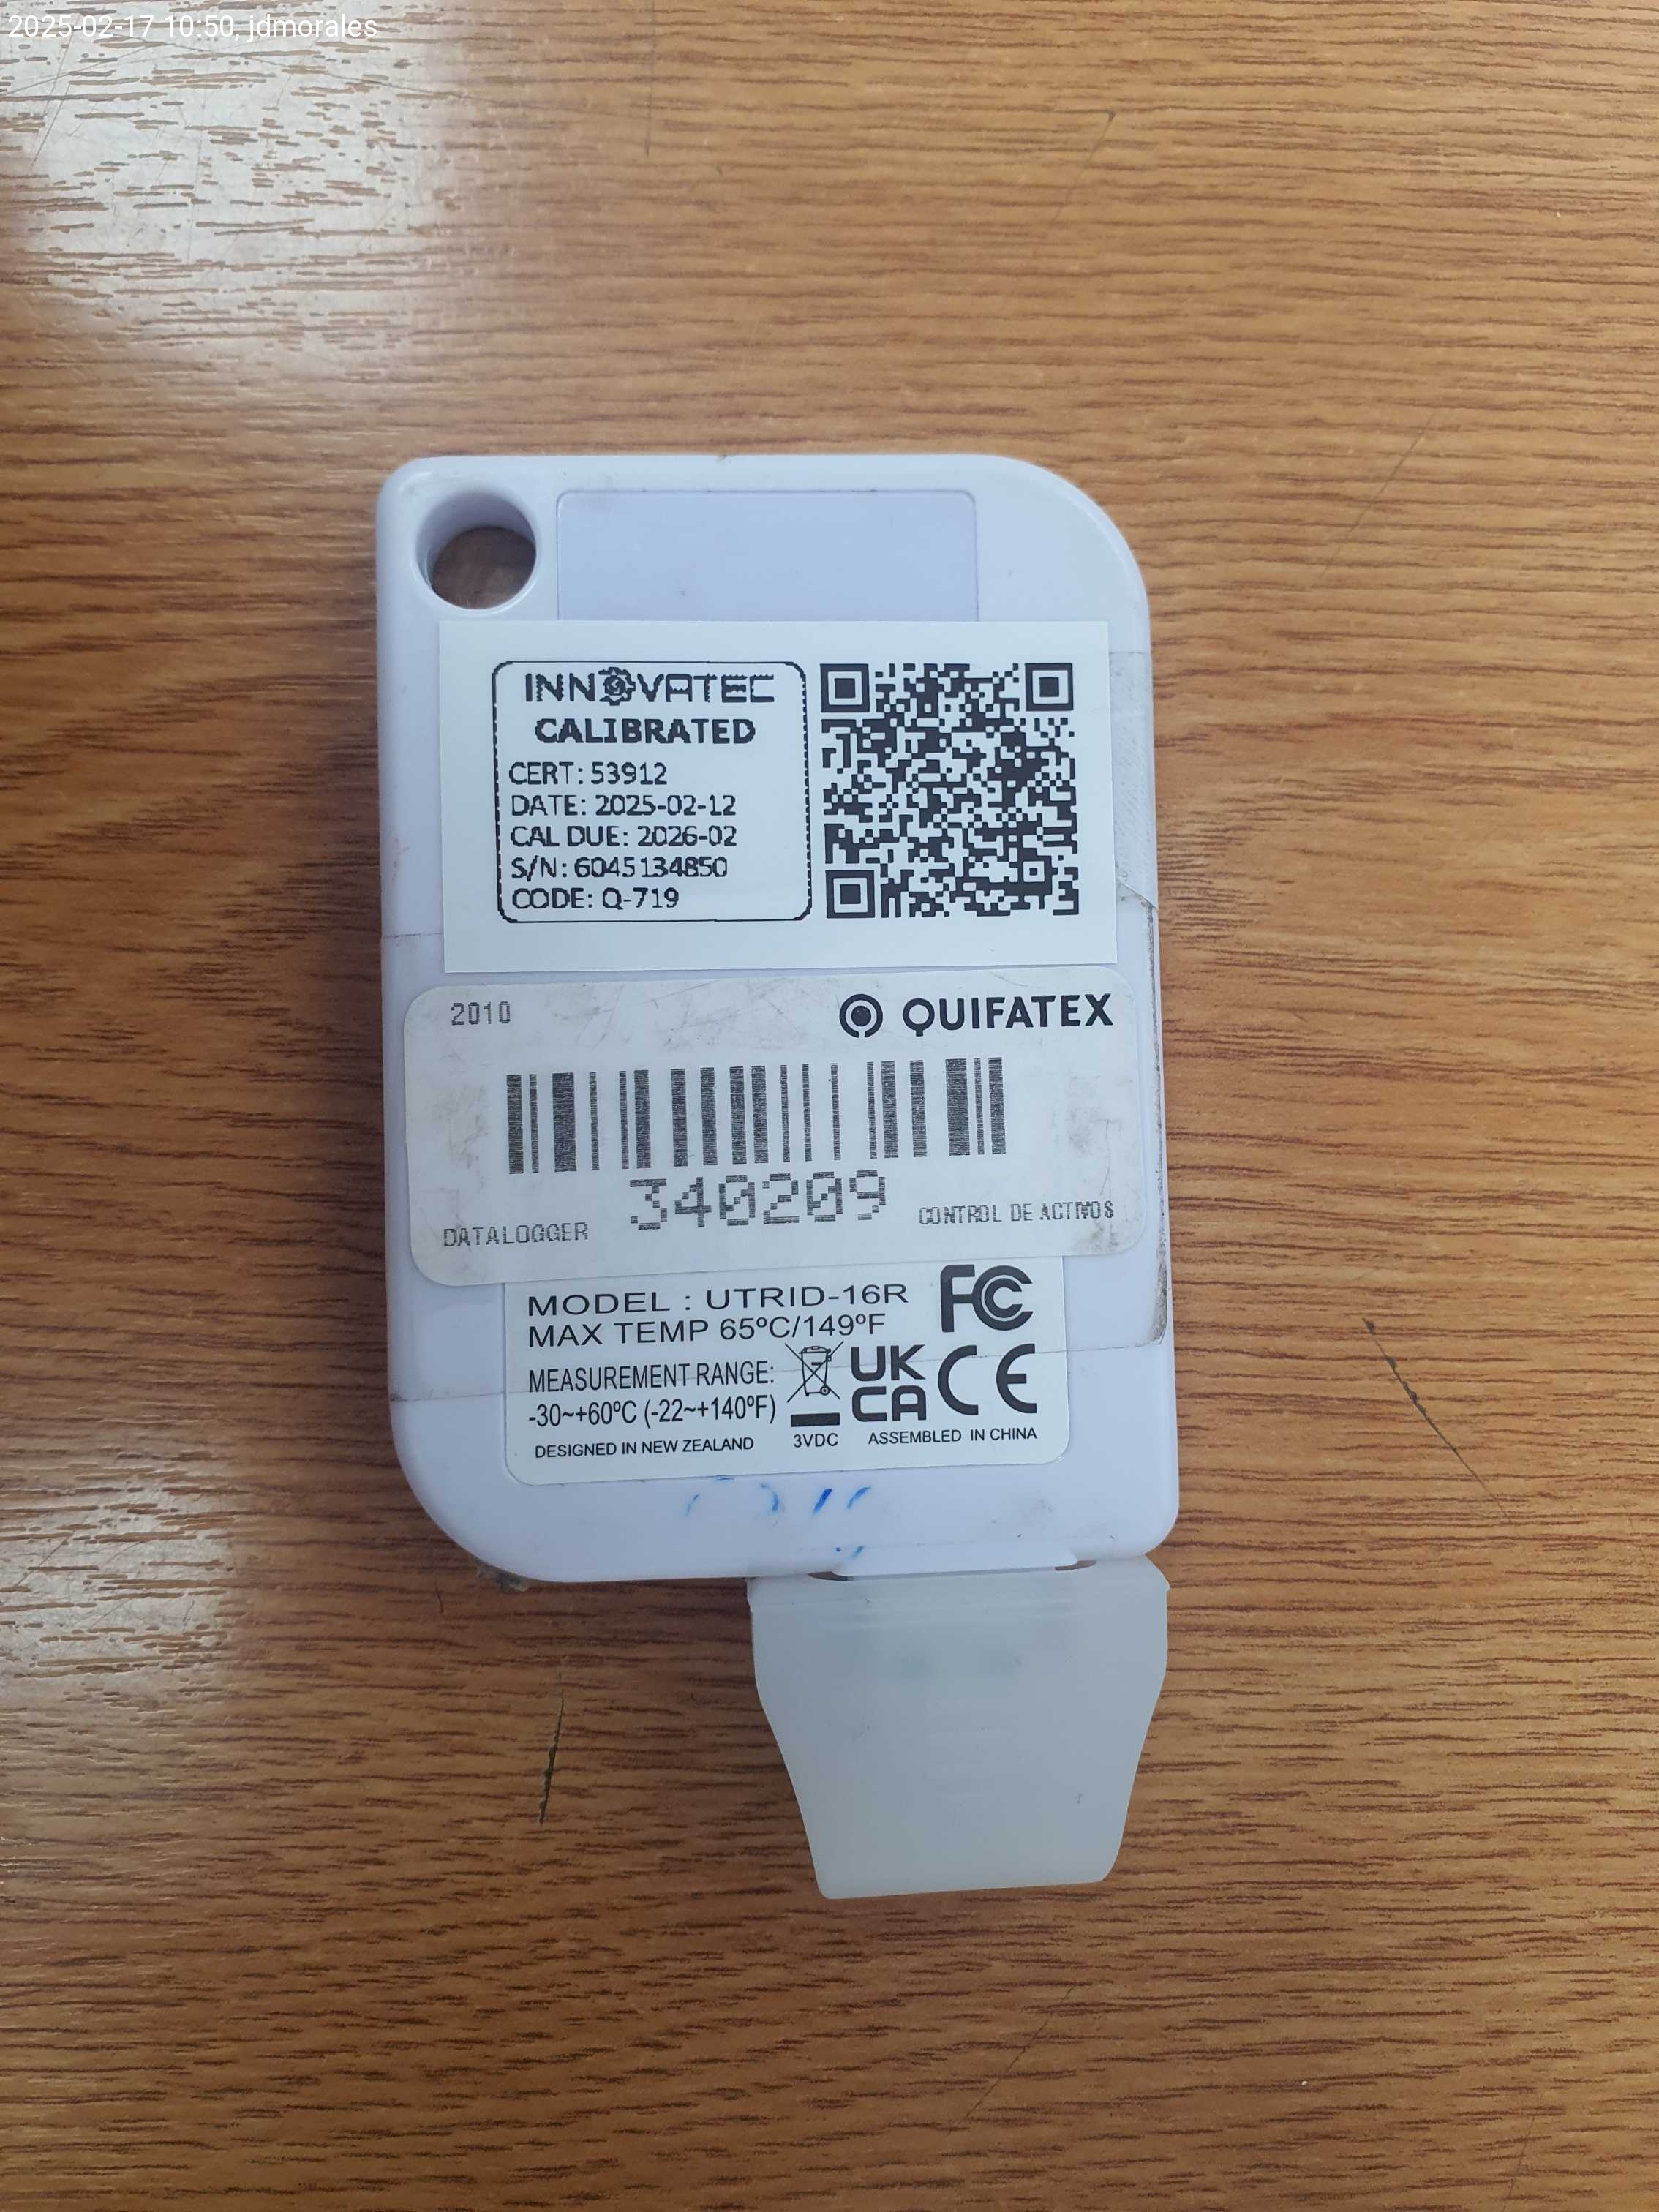 2025-02-17 10:50, jdmorales
INNOVATEC
CALIBRATED
CERT: 53912
DATE: 2025-02-12
CAL DUE: 2026-02
S/N: 6045134850
CODE: Q-719
2010
QUIFATEX
340209
DATALOGGER
CONTROL DE ACTIVOS
MODEL : UTRID-16R
MAX TEMP 65ºC/149ºF
FC
MEASUREMENT RANGE:
-30~+60ºC (-22~+140ºF)
UK
CA
CE
DESIGNED IN NEW ZEALAND
3VDC
ASSEMBLED IN CHINA